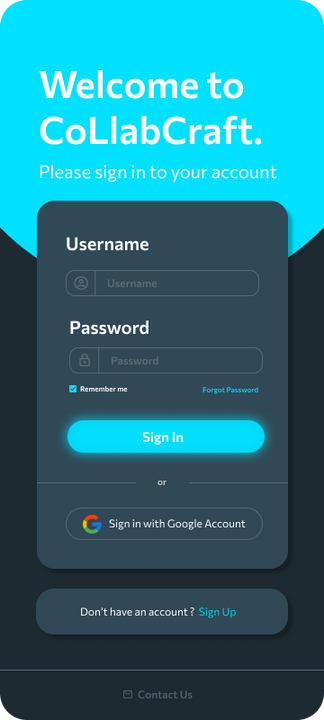 Welcome to
CoLlabCraft.
Please sign in to your account
Username
Username
Password
Password
Remember me
Forgot Password
Sign In
or
Sign in with Google Account
Don't have an account ? Sign Up
Contact Us